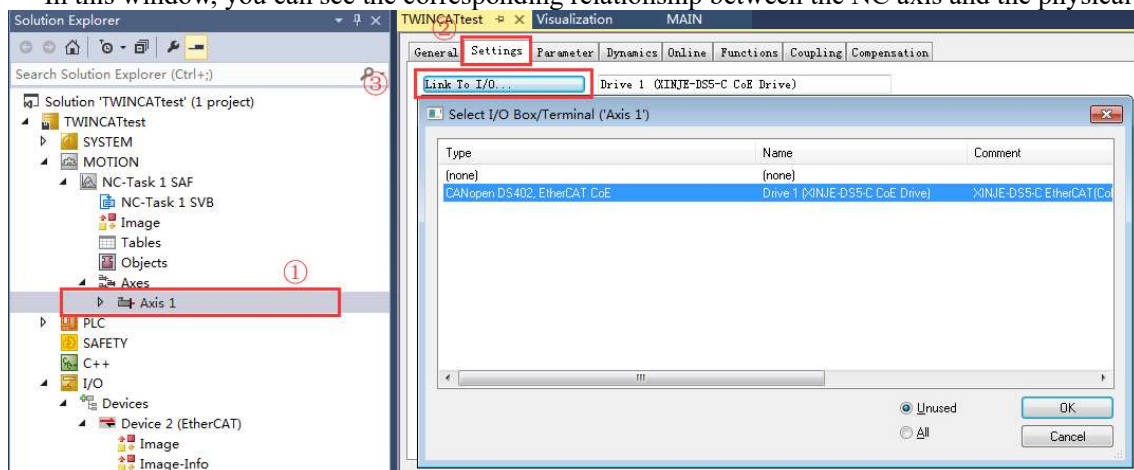 In this window, you can see the corresponding relationship between the NC axis and the physical
Solution Explorer
Search Solution Explorer (Ctrl+;)
③
Solution 'TWINCATtest' (1 project)
TWINCATtest
SYSTEM
MOTION
NC-Task 1 SAF
NC-Task 1 SVB
Image
Tables
Objects
①
Axes
Axis 1
PLC
SAFETY
C++
I/O
Devices
Device 2 (EtherCAT)
Image
Image-Info
TWINCATtest Visualization MAIN
②
General Settings Parameter Dynamics Online Functions Coupling Compensation
Link To I/O... Drive 1 (XINJE-DS5-C CoE Drive)
Select I/O Box/Terminal ('Axis 1')
Type Name Comment
(none) (none)
CANopen DS402, EtherCAT CoE Drive 1 (XINJE-DS5-C CoE Drive) XINJE-DS5-C EtherCAT(CoE
Unused OK
All Cancel